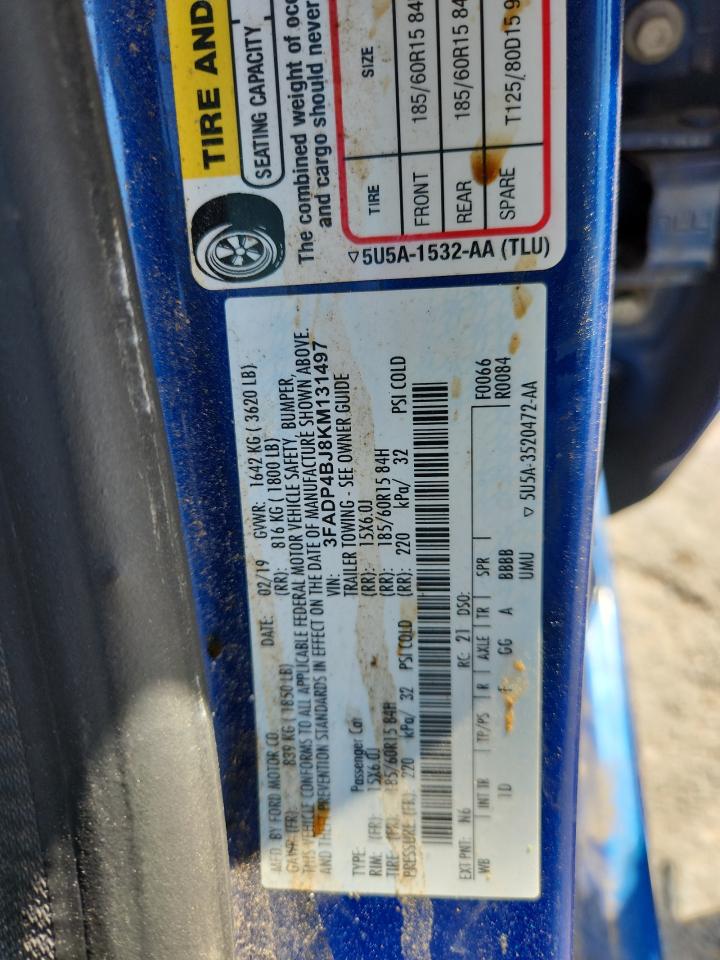 TIRE AND
SEATING CAPACITY
The combined weight of occ
and cargo should never
TIRE SIZE
FRONT 185/60R15 84
REAR 185/60R15 84
SPARE T125/80D15 9
▽5U5A-1532-AA (TLU)
MFD. BY FORD MOTOR CO. DATE: 02/19 GVWR: 1642 KG ( 3620 LB)
GAWR (FR): 839 KG ( 1850 LB) (RR): 816 KG ( 1800 LB)
THIS VEHICLE CONFORMS TO ALL APPLICABLE FEDERAL MOTOR VEHICLE SAFETY, BUMPER,
AND THEFT PREVENTION STANDARDS IN EFFECT ON THE DATE OF MANUFACTURE SHOWN ABOVE.
VIN: 3FADP4BJ8KM131497
TYPE: Passenger Car TRAILER TOWING - SEE OWNER GUIDE
RIM: (FR): 15X6.0J (RR): 15X6.0J
TIRE (FR): 185/60R15 84H (RR): 185/60R15 84H
PRESSURE (FR): 220 kPa/ 32 PSI COLD (RR): 220 kPa/ 32 PSI COLD
EXT PNT: N6 RC: 21 DSO: F0066
WB INT TR TP/PS R AXLE TR SPR R0084
1D F GG A BBBB
UMU ▽ 5U5A-3520472-AA